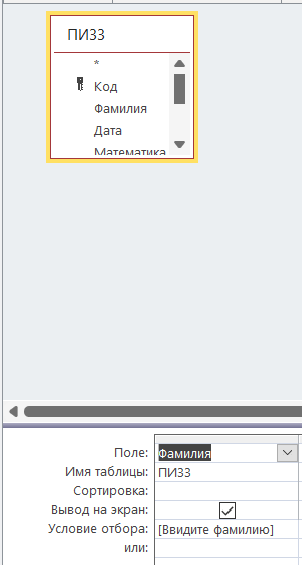 ПИ33
*
Код
Фамилия
Дата
Математика
Поле: Фамилия
Имя таблицы: ПИ33
Сортировка:
Вывод на экран:
Условие отбора: [Ввидите фамилию]
или: